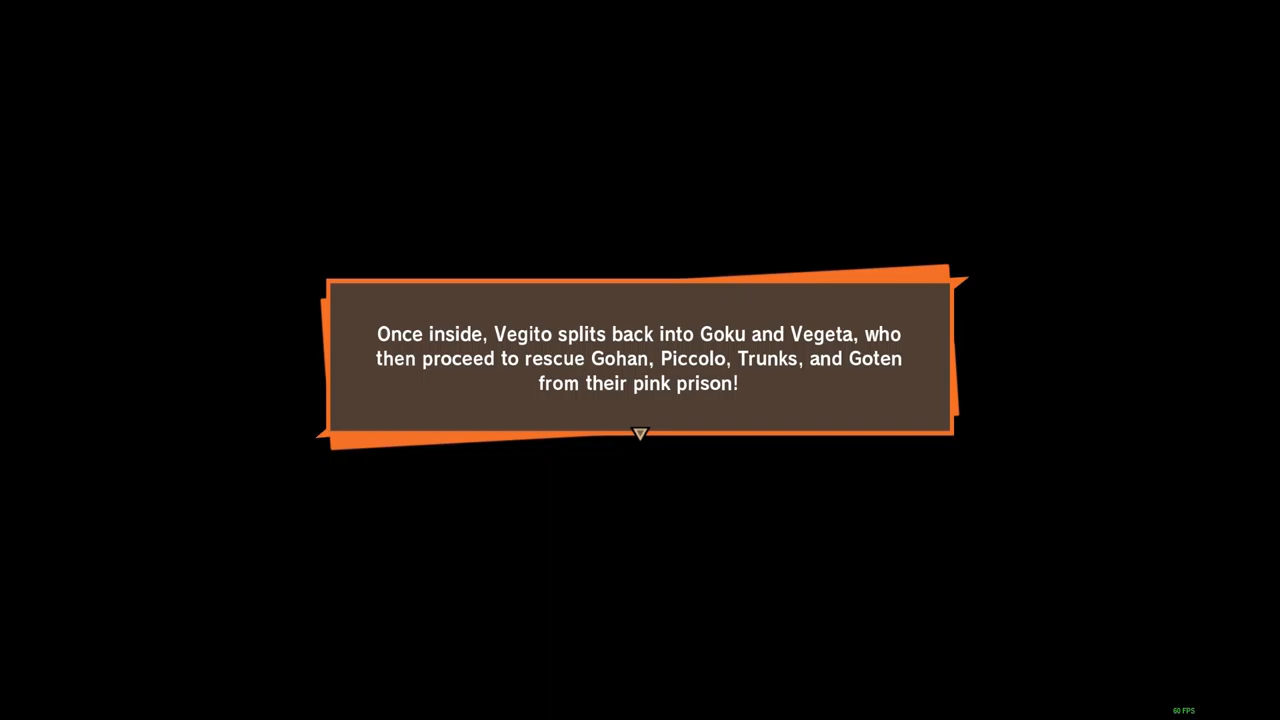 Once inside, Vegito splits back into Goku and Vegeta, who
then proceed to rescue Gohan, Piccolo, Trunks, and Goten
from their pink prison!
60 FPS